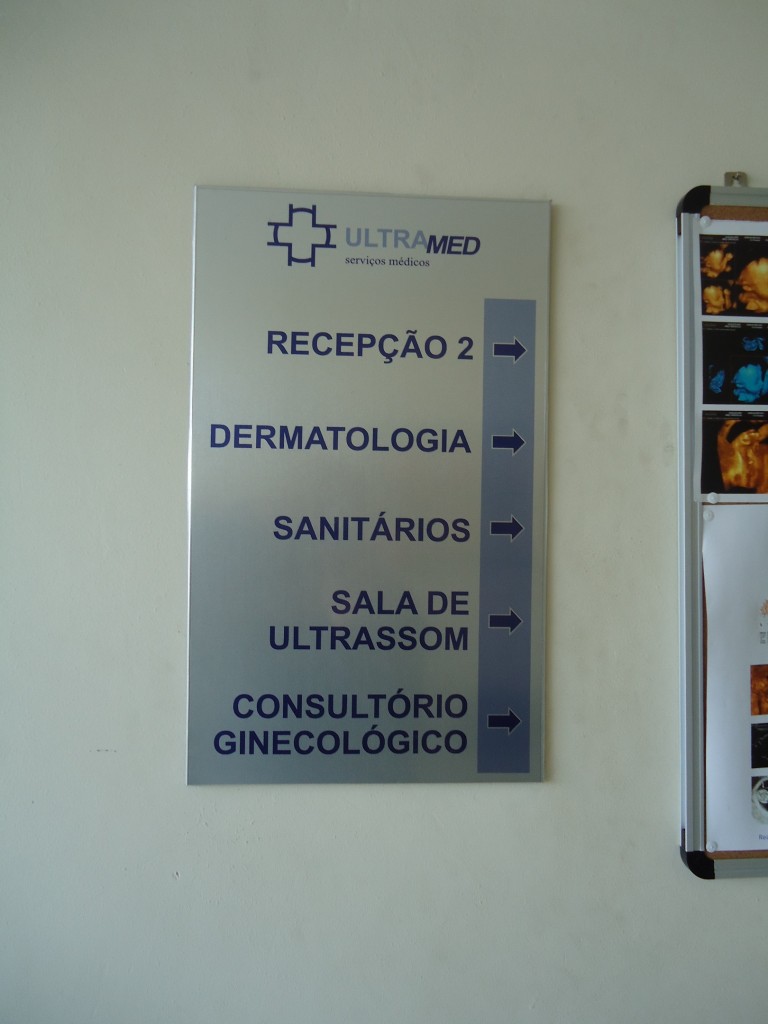 ULTRAMED
serviços médicos
RECEPÇÃO 2
DERMATOLOGIA
SANITÁRIOS
SALA DE
ULTRASSOM
CONSULTÓRIO
GINECOLÓGICO